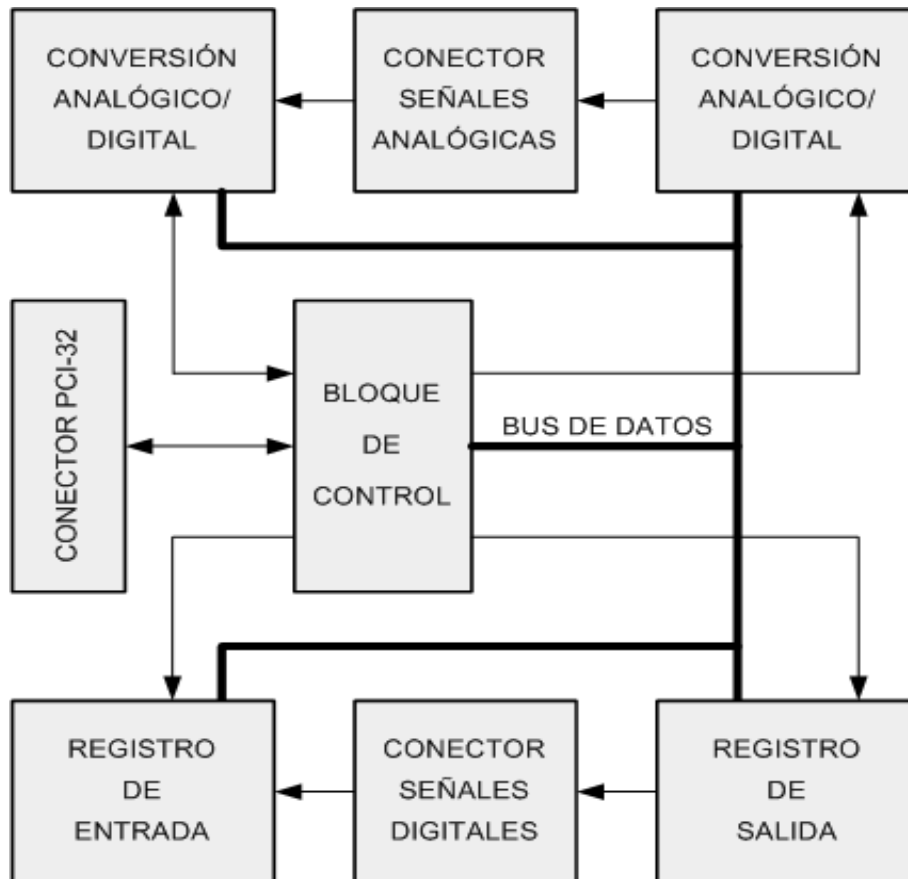 CONVERSIÓN
ANALÓGICO/
DIGITAL
CONECTOR
SEÑALES
ANALÓGICAS
CONVERSIÓN
ANALÓGICO/
DIGITAL
CONECTOR PCI-32
BLOQUE
DE
CONTROL
BUS DE DATOS
REGISTRO
DE
ENTRADA
CONECTOR
SEÑALES
DIGITALES
REGISTRO
DE
SALIDA